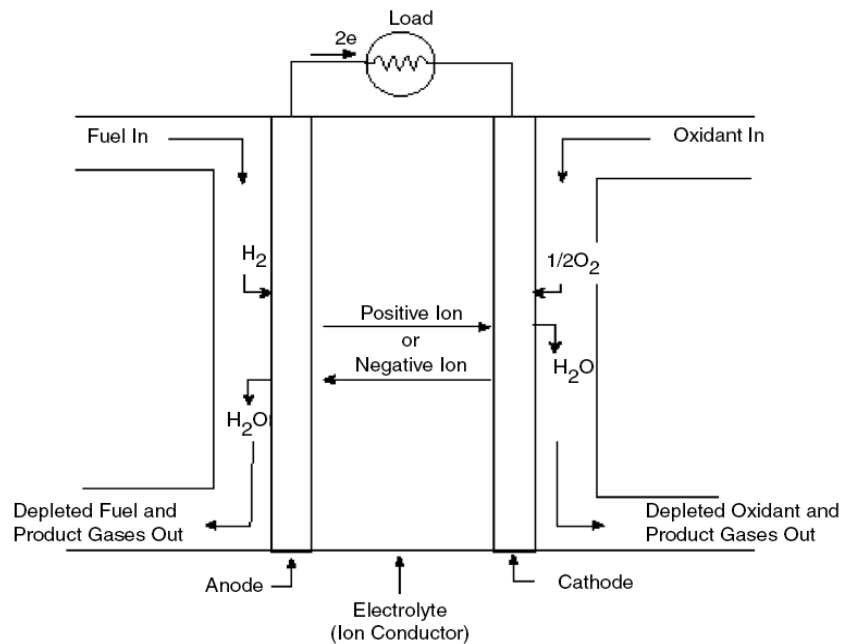 Load
2e
Fuel In
Oxidant In
H2
1/2O2
Positive Ion
or
Negative Ion
H2O
H2O
Depleted Fuel and
Product Gases Out
Depleted Oxidant and
Product Gases Out
Anode
Cathode
Electrolyte
(Ion Conductor)